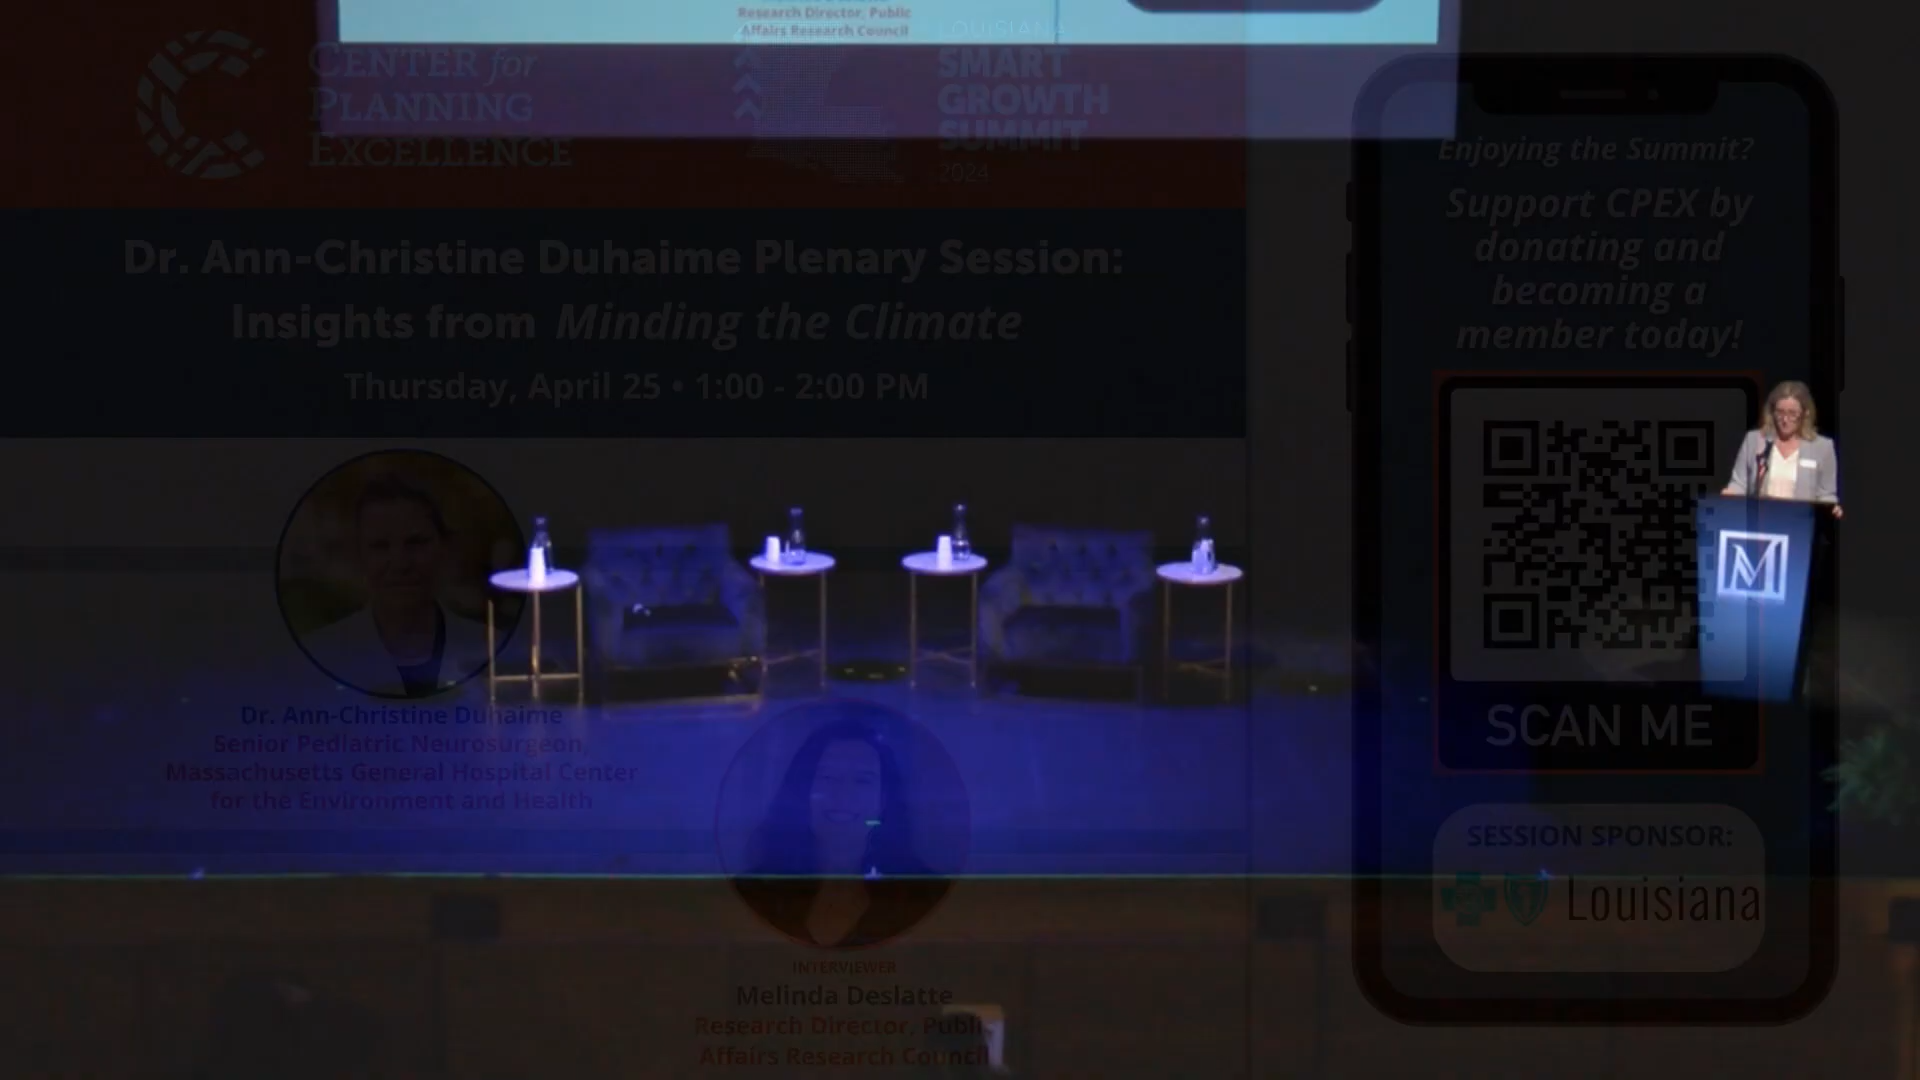 Research Director, Public
Affairs Research Council
CENTER for
PLANNING
EXCELLENCE
LOUISIANA
SMART
GROWTH
SUMMIT
2024
Dr. Ann-Christine Duhaime Plenary Session:
Insights from Minding the Climate
Thursday, April 25 • 1:00 - 2:00 PM
Dr. Ann-Christine Duhaime
Senior Pediatric Neurosurgeon,
Massachusetts General Hospital Center
for the Environment and Health
INTERVIEWER
Melinda Deslatte
Research Director, Public
Affairs Research Council
Enjoying the Summit?
Support CPEX by
donating and
becoming a
member today!
SCAN ME
M
SESSION SPONSOR:
Louisiana